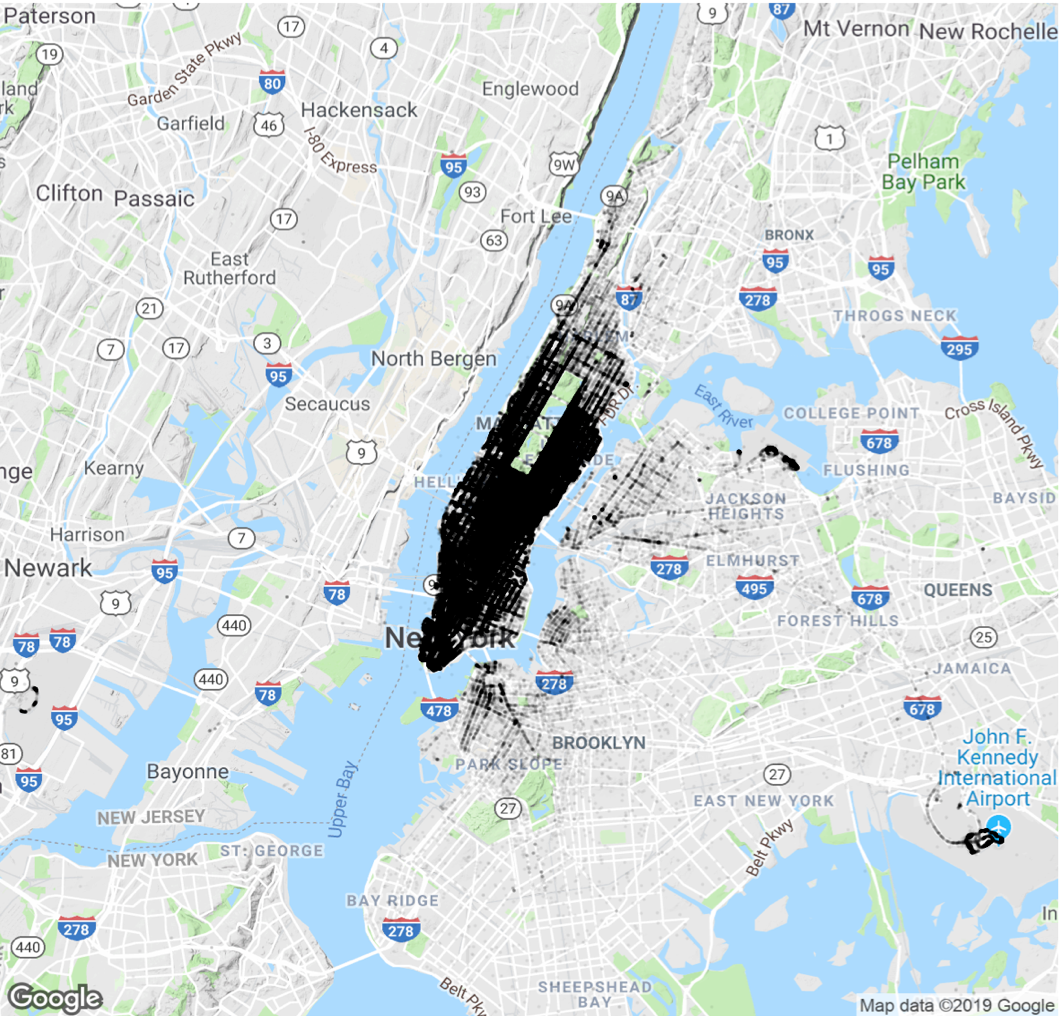 Paterson
17
9
87
Mt Vernon
New Rochelle
19
Garden State Pkwy
4
80
Englewood
Hackensack
46
Garfield
I-80 Express
95
9W
1
Pelham
Bay Park
Clifton
Passaic
93
9A
17
Fort Lee
63
BRONX
95
95
East
Rutherford
87
278
21
9A
THROGS NECK
7
17
3
North Bergen
295
95
Secaucus
East River
COLLEGE POINT
Cross Island Pkwy
678
9
Kearny
FLUSHING
JACKSON
HEIGHTS
BAYSID
Harrison
7
ELMHURST
Newark
95
78
278
495
678
QUEENS
9
440
FOREST HILLS
78
78
25
9
440
78
278
JAMAICA
95
478
678
BROOKLYN
John F.
Kennedy
International
Airport
81
95
Bayonne
PARK SLOPE
27
Upper Bay
27
EAST NEW YORK
NEW JERSEY
NEW YORK
ST. GEORGE
Belt Pkwy
BAY RIDGE
278
278
440
In
Belt Pkw
SHEEPSHEAD
BAY
Google
Map data ©2019 Google